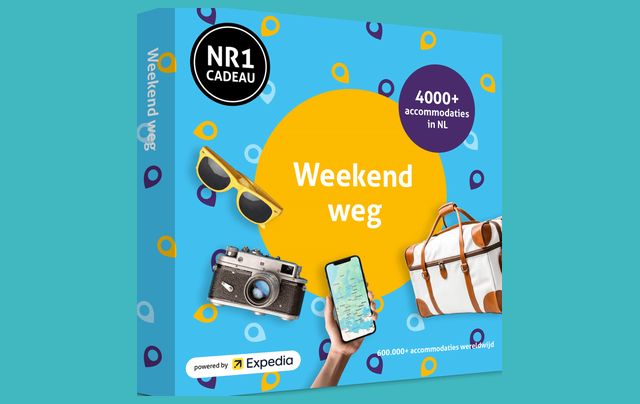 Weekend weg
NR1
CADEAU
4000+
accommodaties
in NL
Weekend
weg
600.000+ accommodaties wereldwijd
powered by Expedia